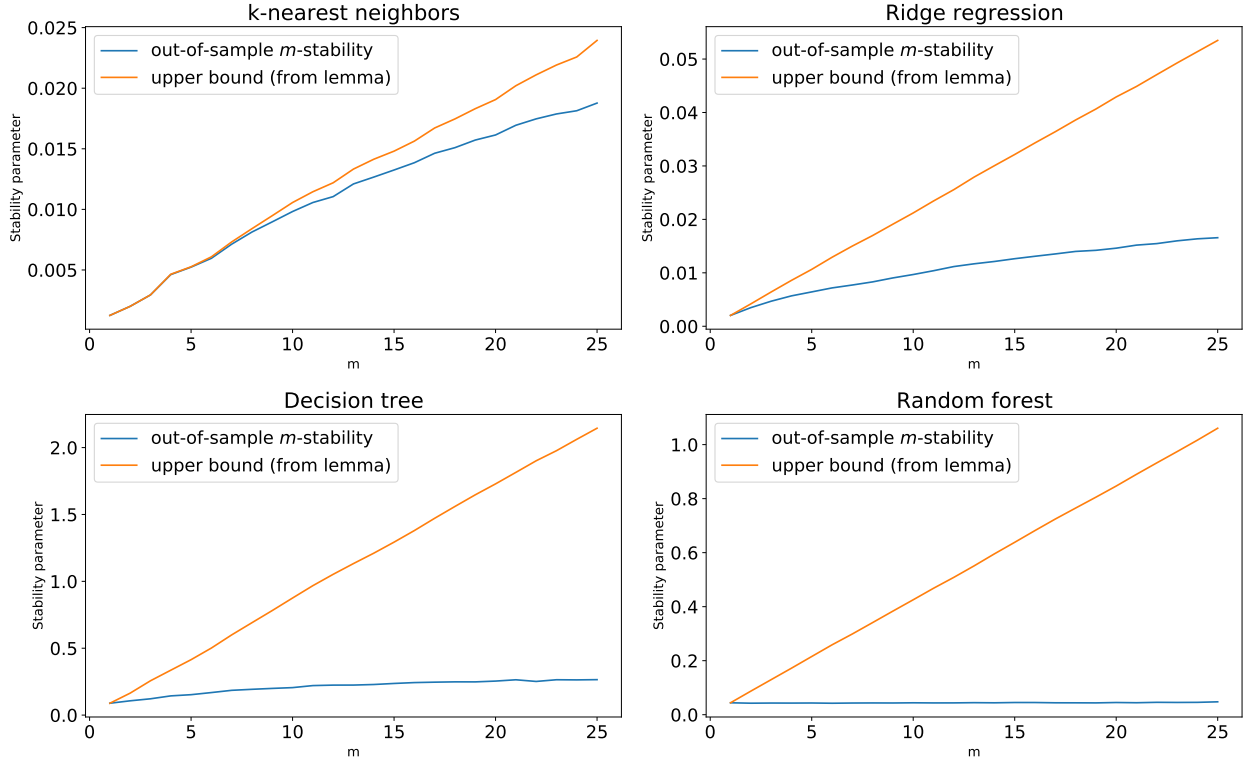 k-nearest neighbors
out-of-sample m-stability
upper bound (from lemma)
Stability parameter
0.025
0.020
0.015
0.010
0.005
0
5
10
15
20
25
m
Ridge regression
out-of-sample m-stability
upper bound (from lemma)
Stability parameter
0.05
0.04
0.03
0.02
0.01
0.00
0
5
10
15
20
25
m
Decision tree
out-of-sample m-stability
upper bound (from lemma)
Stability parameter
2.0
1.5
1.0
0.5
0.0
0
5
10
15
20
25
m
Random forest
out-of-sample m-stability
upper bound (from lemma)
Stability parameter
1.0
0.8
0.6
0.4
0.2
0.0
0
5
10
15
20
25
m